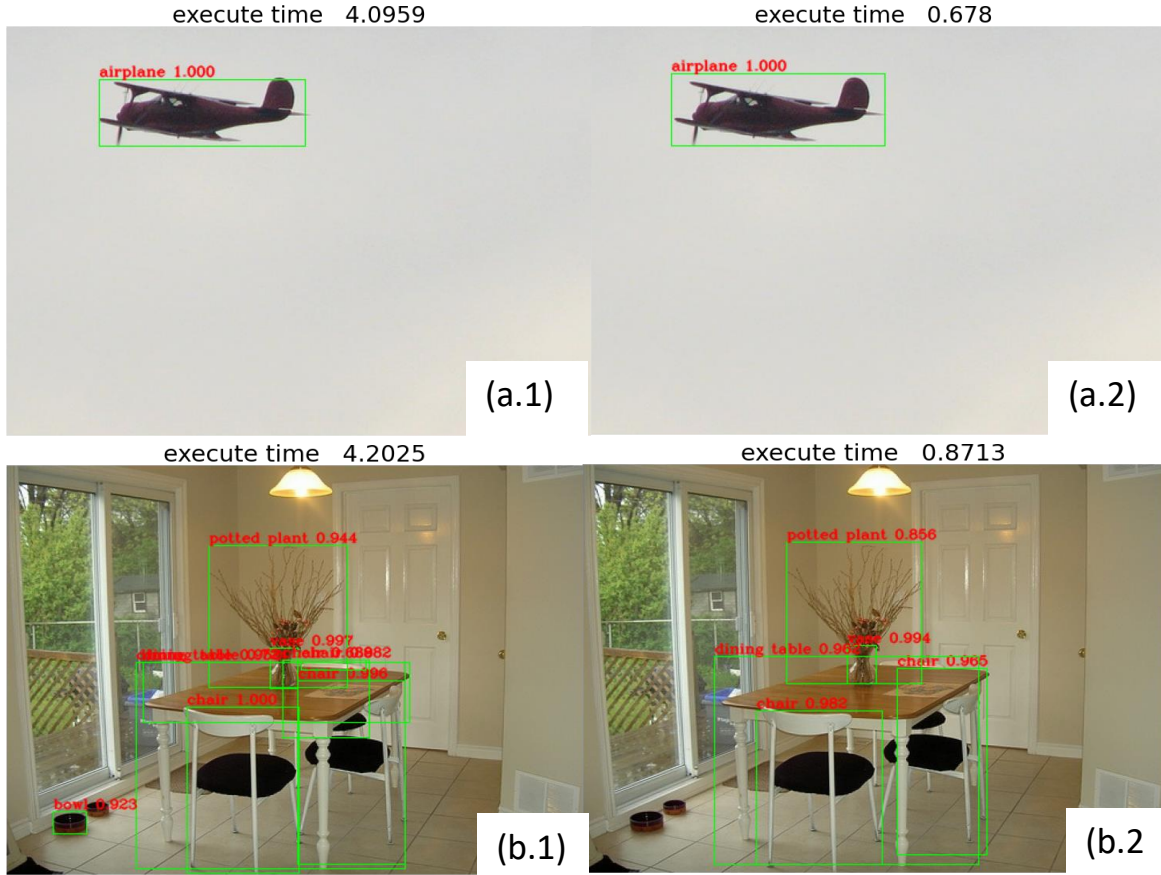 execute time 4.0959
execute time 0.678
airplane 1.000
airplane 1.000
(a.1)
(a.2)
execute time 4.2025
execute time 0.8713
potted plant 0.944
potted plant 0.856
vase 0.997
vase 0.994
dining table
chair 0.996
chair 1.000
dining table
chair 0.965
chair 0.982
bowl 0.923
(b.1)
(b.2